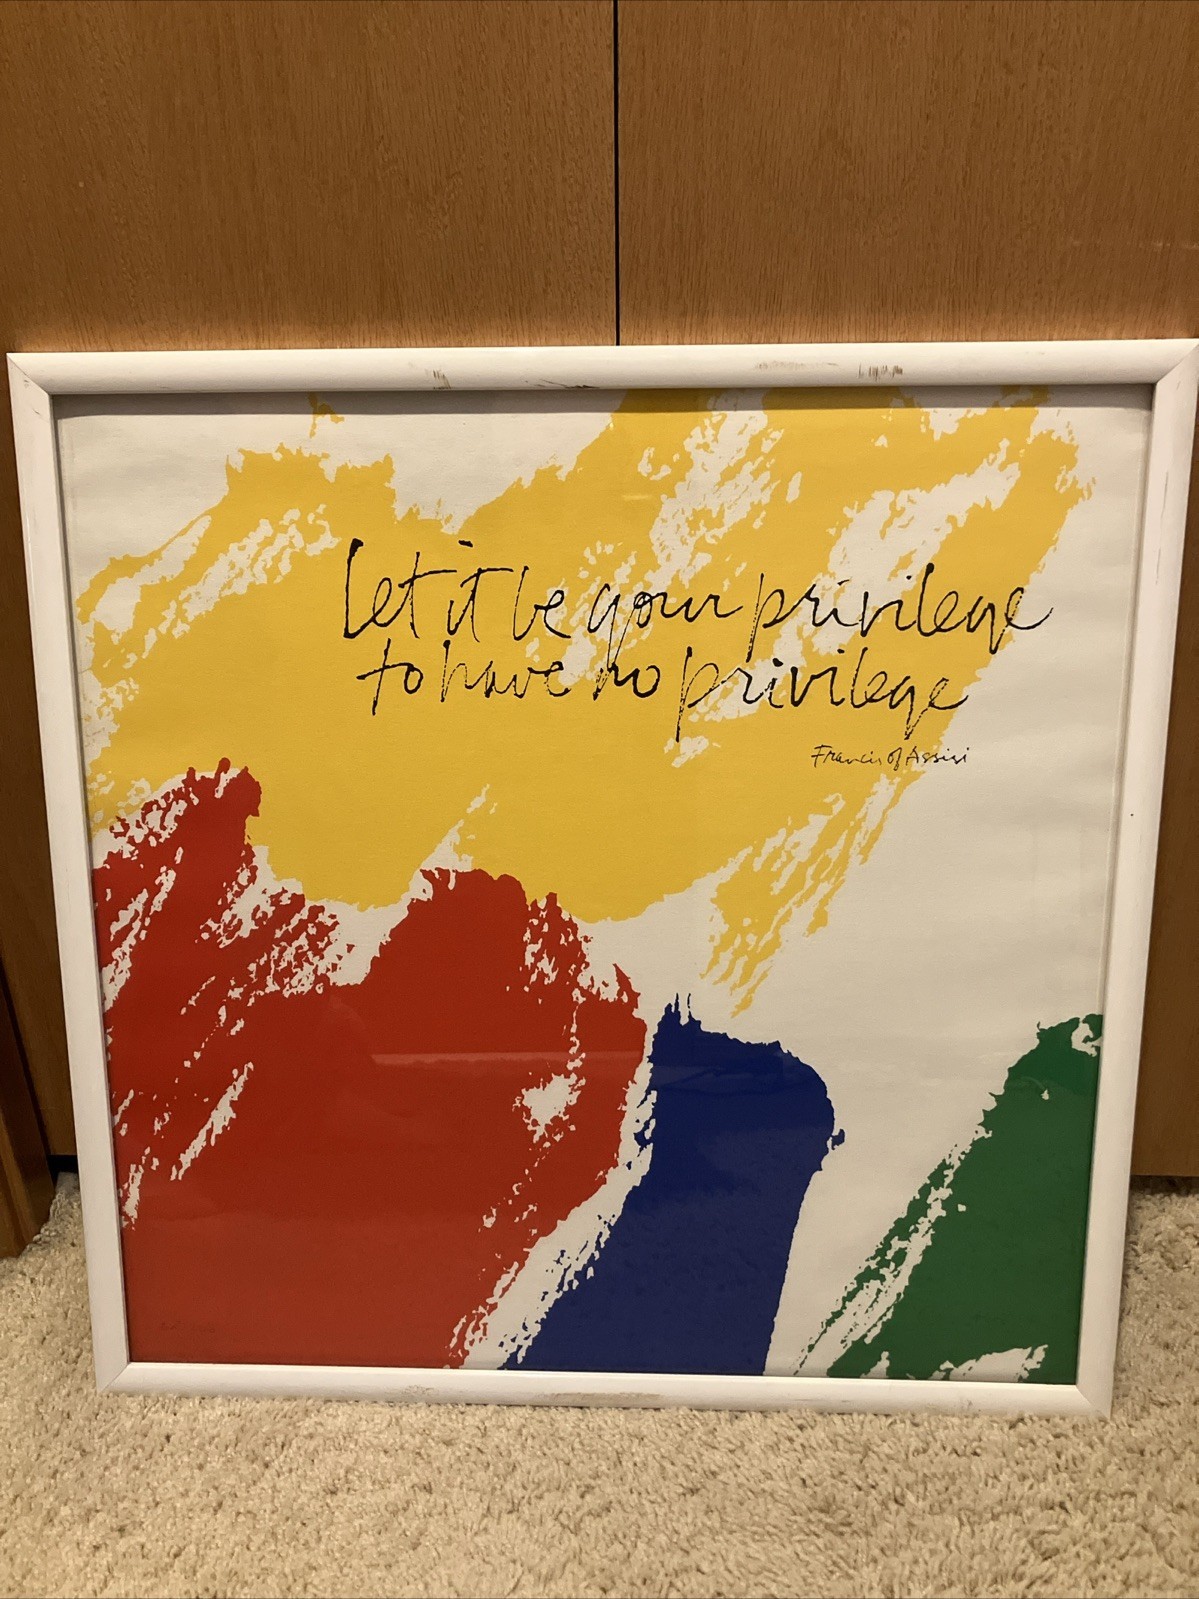 let it be your privilege
to have no privilege
Francis of Assisi